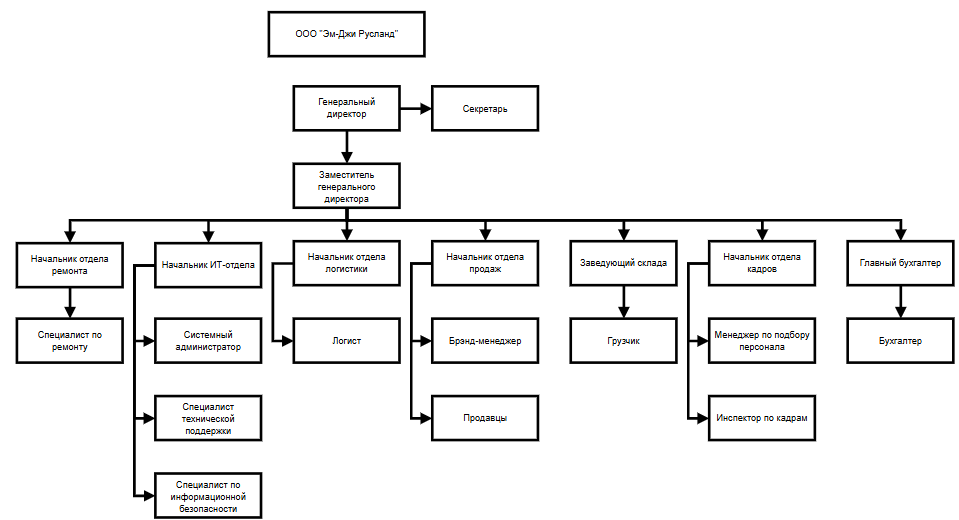 ООО "Эм-Джи Русланд"
Генеральный
директор
Секретарь
Заместитель
генерального
директора
Начальник отдела
ремонта
Начальник ИТ-отдела
Начальник отдела
логистики
Начальник отдела
продаж
Заведующий склада
Начальник отдела
кадров
Главный бухгалтер
Специалист по
ремонту
Системный
администратор
Логист
Брэнд-менеджер
Грузчик
Менеджер по подбору
персонала
Бухгалтер
Специалист
технической
поддержки
Продавцы
Инспектор по кадрам
Специалист по
информационной
безопасности